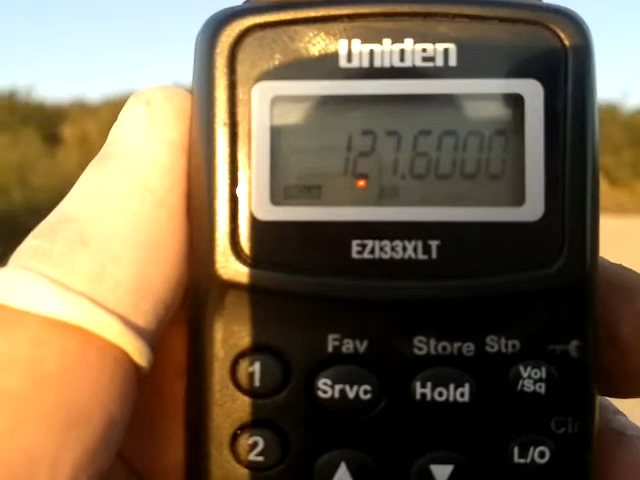 Uniden
127.6000
EZI33XLT
Fav Store Stp
1 Srvc Hold Vol /Sq
Clr
2 L/O